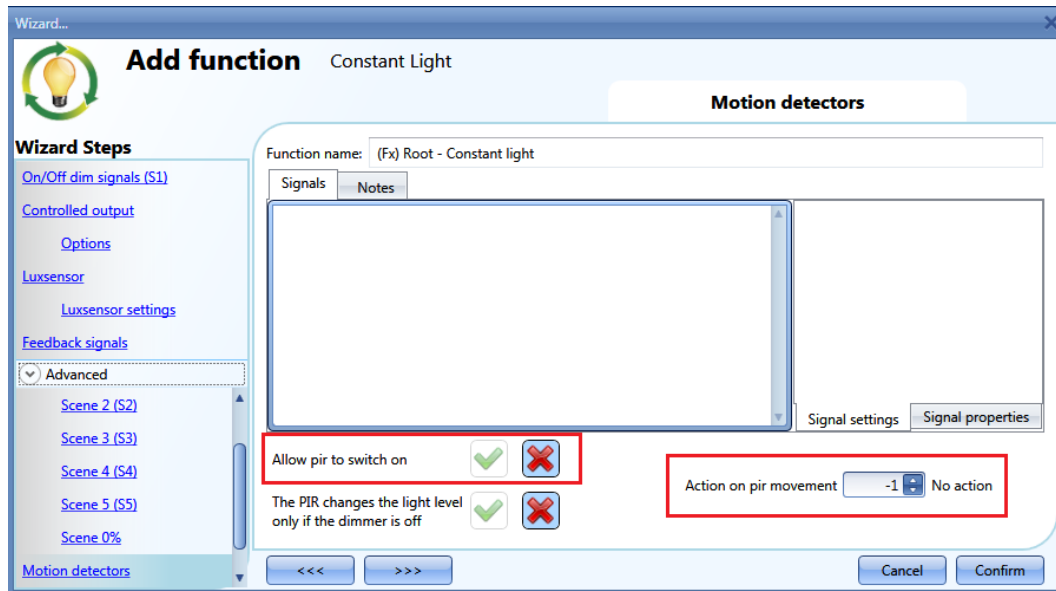 Wizard...
Add function Constant Light
Motion detectors
Wizard Steps
On/Off dim signals (S1)
Controlled output
Options
Luxsensor
Luxsensor settings
Feedback signals
Advanced
Scene 2 (S2)
Scene 3 (S3)
Scene 4 (S4)
Scene 5 (S5)
Scene 0%
Motion detectors
Function name: (Fx) Root - Constant light
Signals Notes
Signal settings Signal properties
Allow pir to switch on
The PIR changes the light level
only if the dimmer is off
Action on pir movement -1 No action
<<< >>> Cancel Confirm